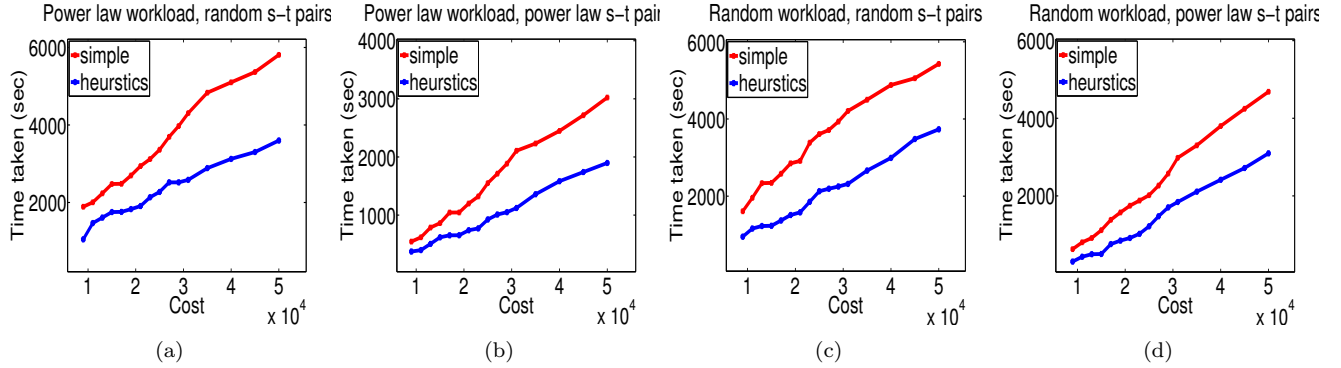 Power law workload, random s-t pairs
6000
4000
2000
Time taken (sec)
simple
heurstics
1 2 3 4 5
Cost
x 10^4
(a)
Power law workload, power law s-t pair
4000
3000
2000
1000
Time taken (sec)
simple
heurstics
1 2 3 4 5
Cost
x 10^4
(b)
Random workload, random s-t pairs
6000
4000
2000
Time taken (sec)
simple
heurstics
1 2 3 4 5
Cost
x 10^4
(c)
Random workload, power law s-t pairs
6000
4000
2000
Time taken (sec)
simple
heurstics
1 2 3 4 5
Cost
x 10^4
(d)